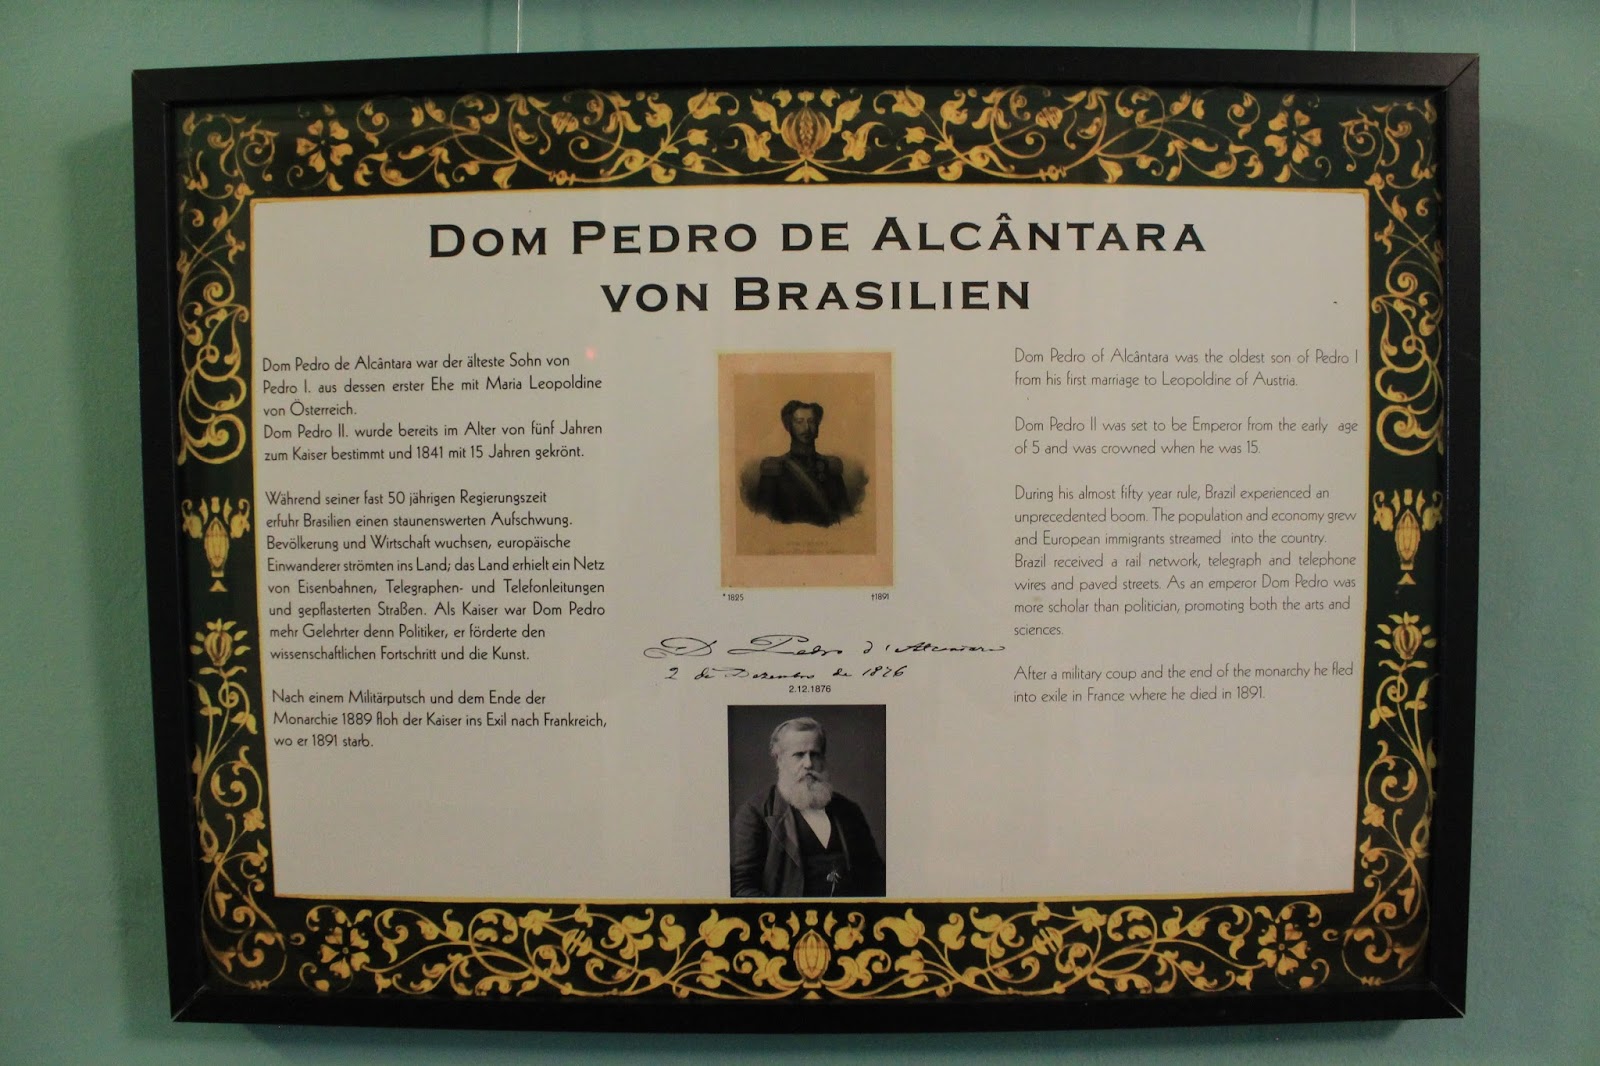 DOM PEDRO DE ALCÂNTARA
VON BRASILIEN
Dom Pedro de Alcântara war der älteste Sohn von
Pedro I. aus dessen erster Ehe mit Maria Leopoldine
von Österreich.
Dom Pedro II. wurde bereits im Alter von fünf Jahren
zum Kaiser bestimmt und 1841 mit 15 Jahren gekrönt.
Während seiner fast 50 jährigen Regierungszeit
erfuhr Brasilien einen staunenswerten Aufschwung.
Bevölkerung und Wirtschaft wuchsen, europäische
Einwanderer strömten ins Land; das Land erhielt ein Netz
von Eisenbahnen, Telegraphen- und Telefonleitungen
und gepflasterten Straßen. Als Kaiser war Dom Pedro
mehr Gelehrter denn Politiker, er förderte den
wissenschaftlichen Fortschritt und die Kunst.
Nach einem Militärputsch und dem Ende der
Monarchie 1889 floh der Kaiser ins Exil nach Frankreich,
wo er 1891 starb.
* 1825 †1891
D Pedro d'Alcantara
2 de Dezembro de 1876
2.12.1876
Dom Pedro of Alcântara was the oldest son of Pedro I
from his first marriage to Leopoldine of Austria.
Dom Pedro II was set to be Emperor from the early age
of 5 and was crowned when he was 15.
During his almost fifty year rule, Brazil experienced an
unprecedented boom. The population and economy grew
and European immigrants streamed into the country.
Brazil received a rail network, telegraph and telephone
wires and paved streets. As an emperor Dom Pedro was
more scholar than politician, promoting both the arts and
sciences.
After a military coup and the end of the monarchy he fled
into exile in France where he died in 1891.